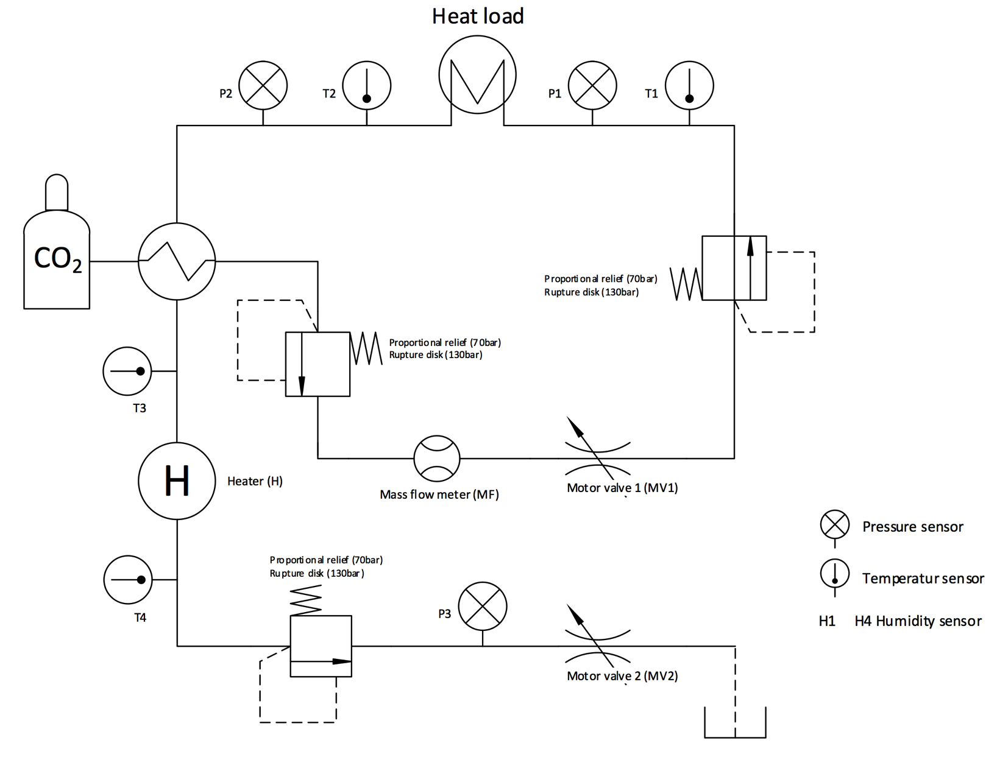 Heat load
P2
T2
P1
T1
CO2
Proportional relief (70bar)
Rupture disk (130bar)
Proportional relief (70bar)
Rupture disk (130bar)
T3
H
Heater (H)
Mass flow meter (MF)
Motor valve 1 (MV1)
Pressure sensor
Proportional relief (70bar)
Rupture disk (130bar)
Temperatur sensor
P3
T4
H1 H4 Humidity sensor
Motor valve 2 (MV2)